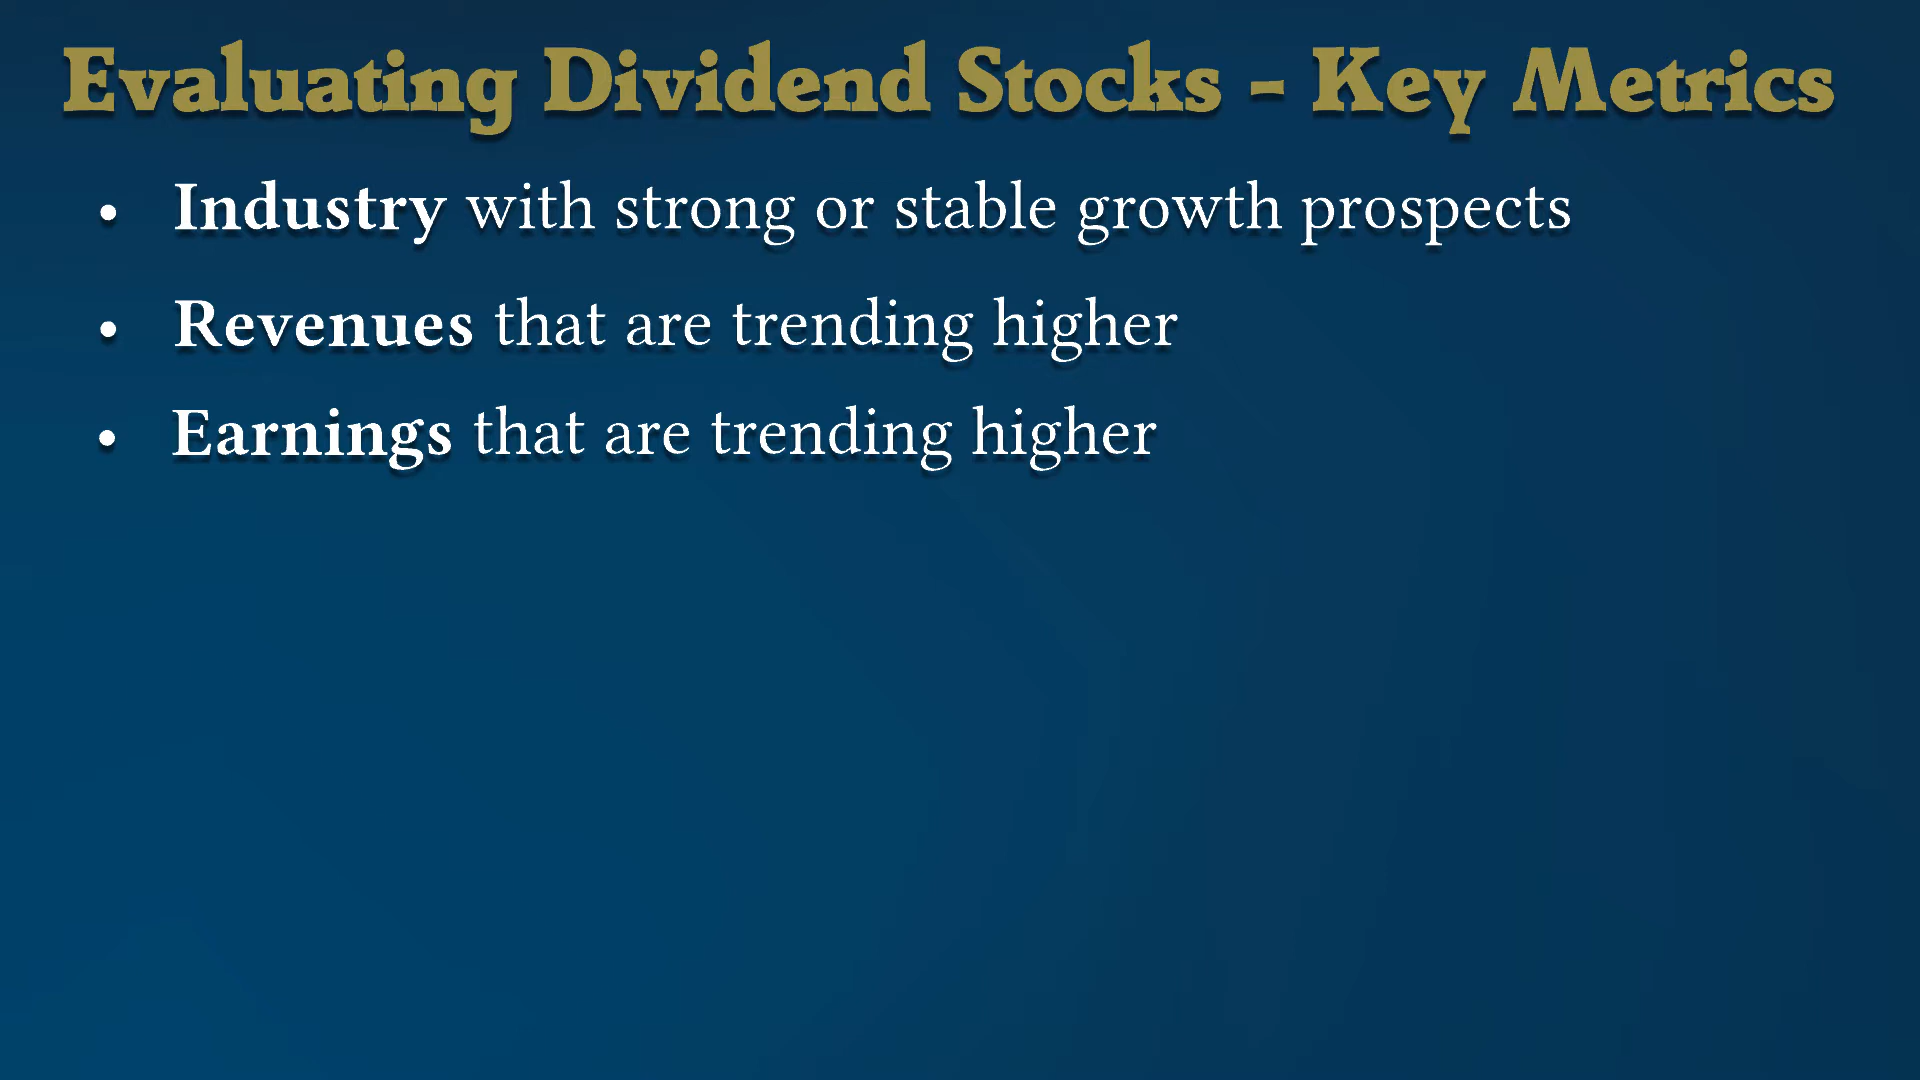 Evaluating Dividend Stocks - Key Metrics
• Industry with strong or stable growth prospects
• Revenues that are trending higher
• Earnings that are trending higher